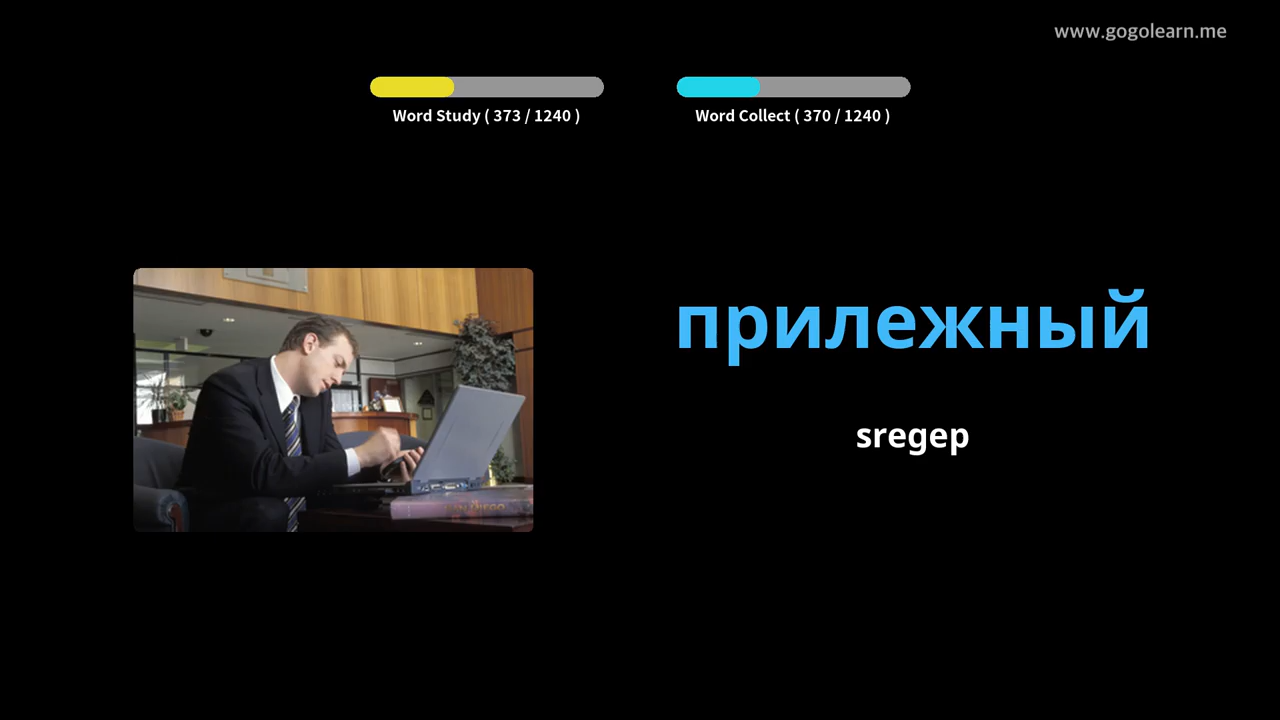 www.gogolearn.me
Word Study ( 373 / 1240 )
Word Collect ( 370 / 1240 )
прилежный
sregep